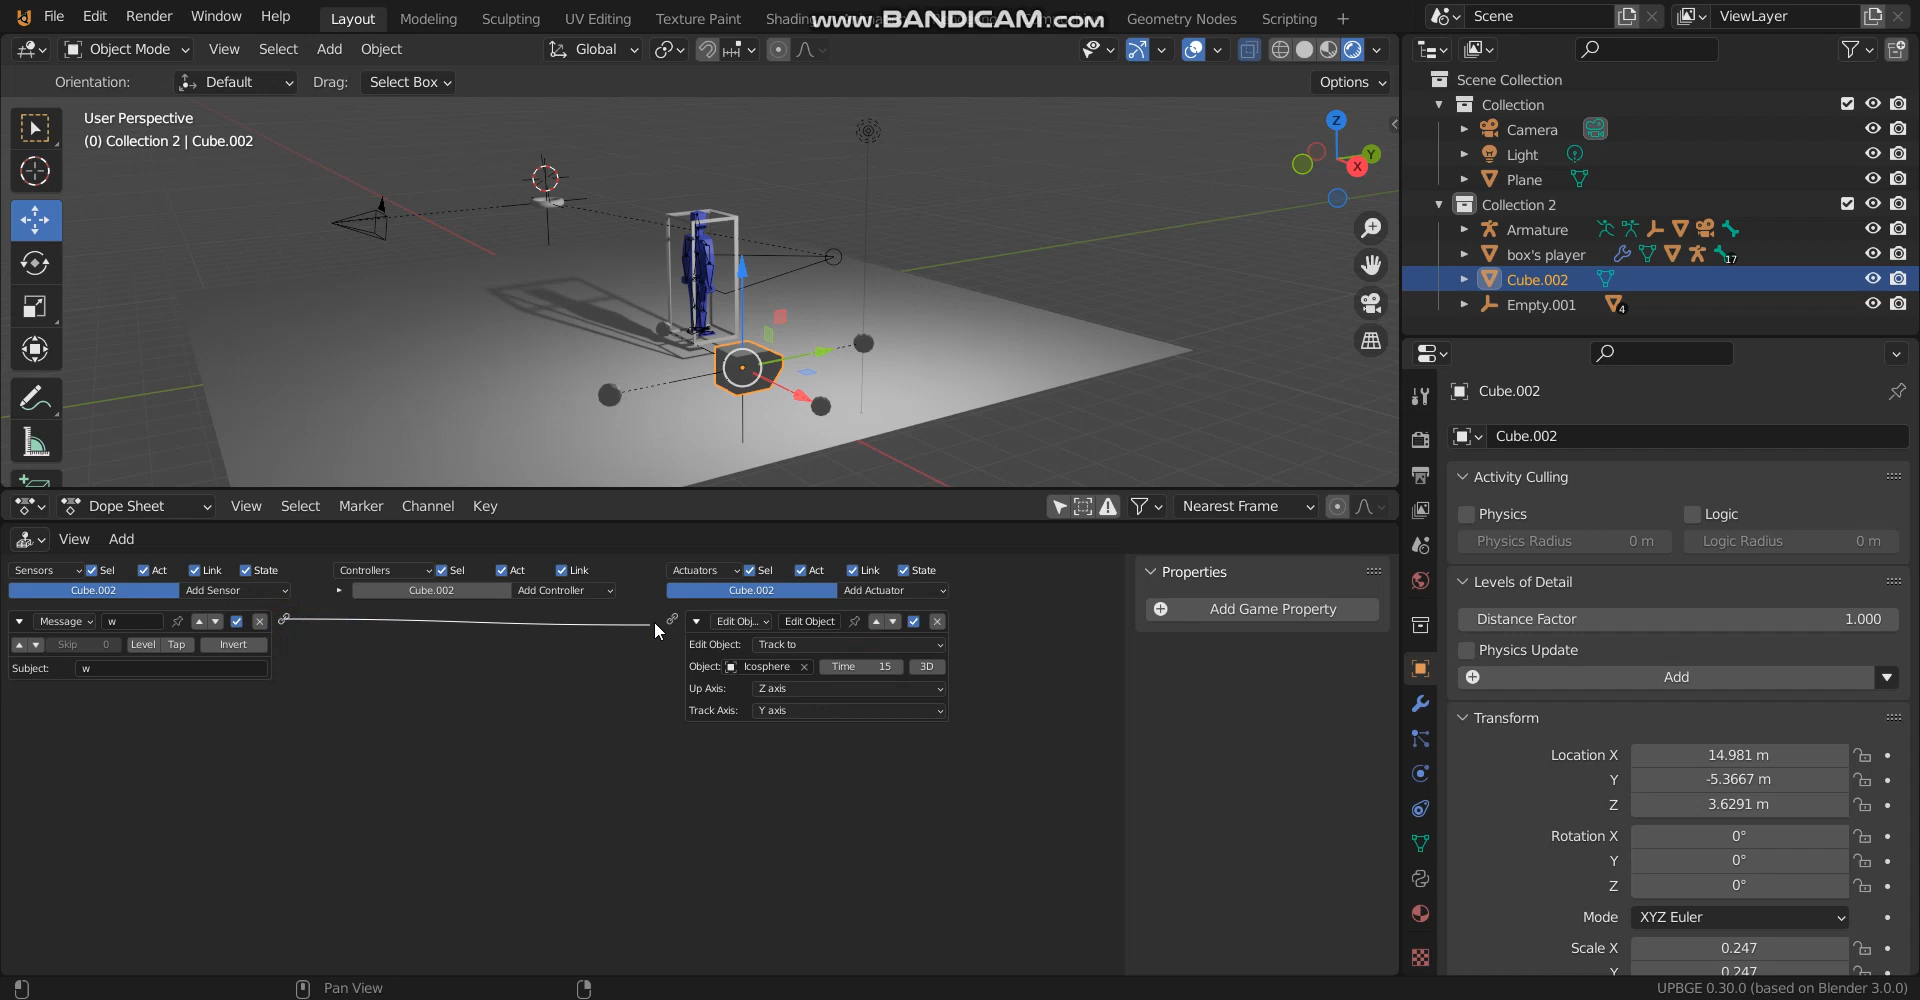 File Edit Render Window Help Layout Modeling Sculpting UV Editing Texture Paint Shading Geometry Nodes Scripting Scene ViewLayer
www.BANDICAM.com
Object Mode View Select Add Object Global
Orientation: Default Drag: Select Box Options
User Perspective
(0) Collection 2 | Cube.002
Z
Y
X
Scene Collection
Collection
Camera
Light
Plane
Collection 2
Armature
box's player 17
Cube.002
Empty.001 4
Dope Sheet View Select Marker Channel Key Nearest Frame
View Add
Sensors Sel Act Link State Controllers Sel Act Link Actuators Sel Act Link State
Cube.002 Add Sensor Cube.002 Add Controller Cube.002 Add Actuator
Message w Edit Obj... Edit Object
Skip 0 Level Tap Invert Edit Object: Track to
Subject: w Object: Icosphere Time 15 3D
Up Axis: Z axis
Track Axis: Y axis
Properties
Add Game Property
Cube.002
Cube.002
Activity Culling
Physics Logic
Physics Radius 0 m Logic Radius 0 m
Levels of Detail
Distance Factor 1.000
Physics Update
Add
Transform
Location X 14.981 m
Y -5.3667 m
Z 3.6291 m
Rotation X 0°
Y 0°
Z 0°
Mode XYZ Euler
Scale X 0.247
Y 0.247
Pan View UPBGE 0.30.0 (based on Blender 3.0.0)